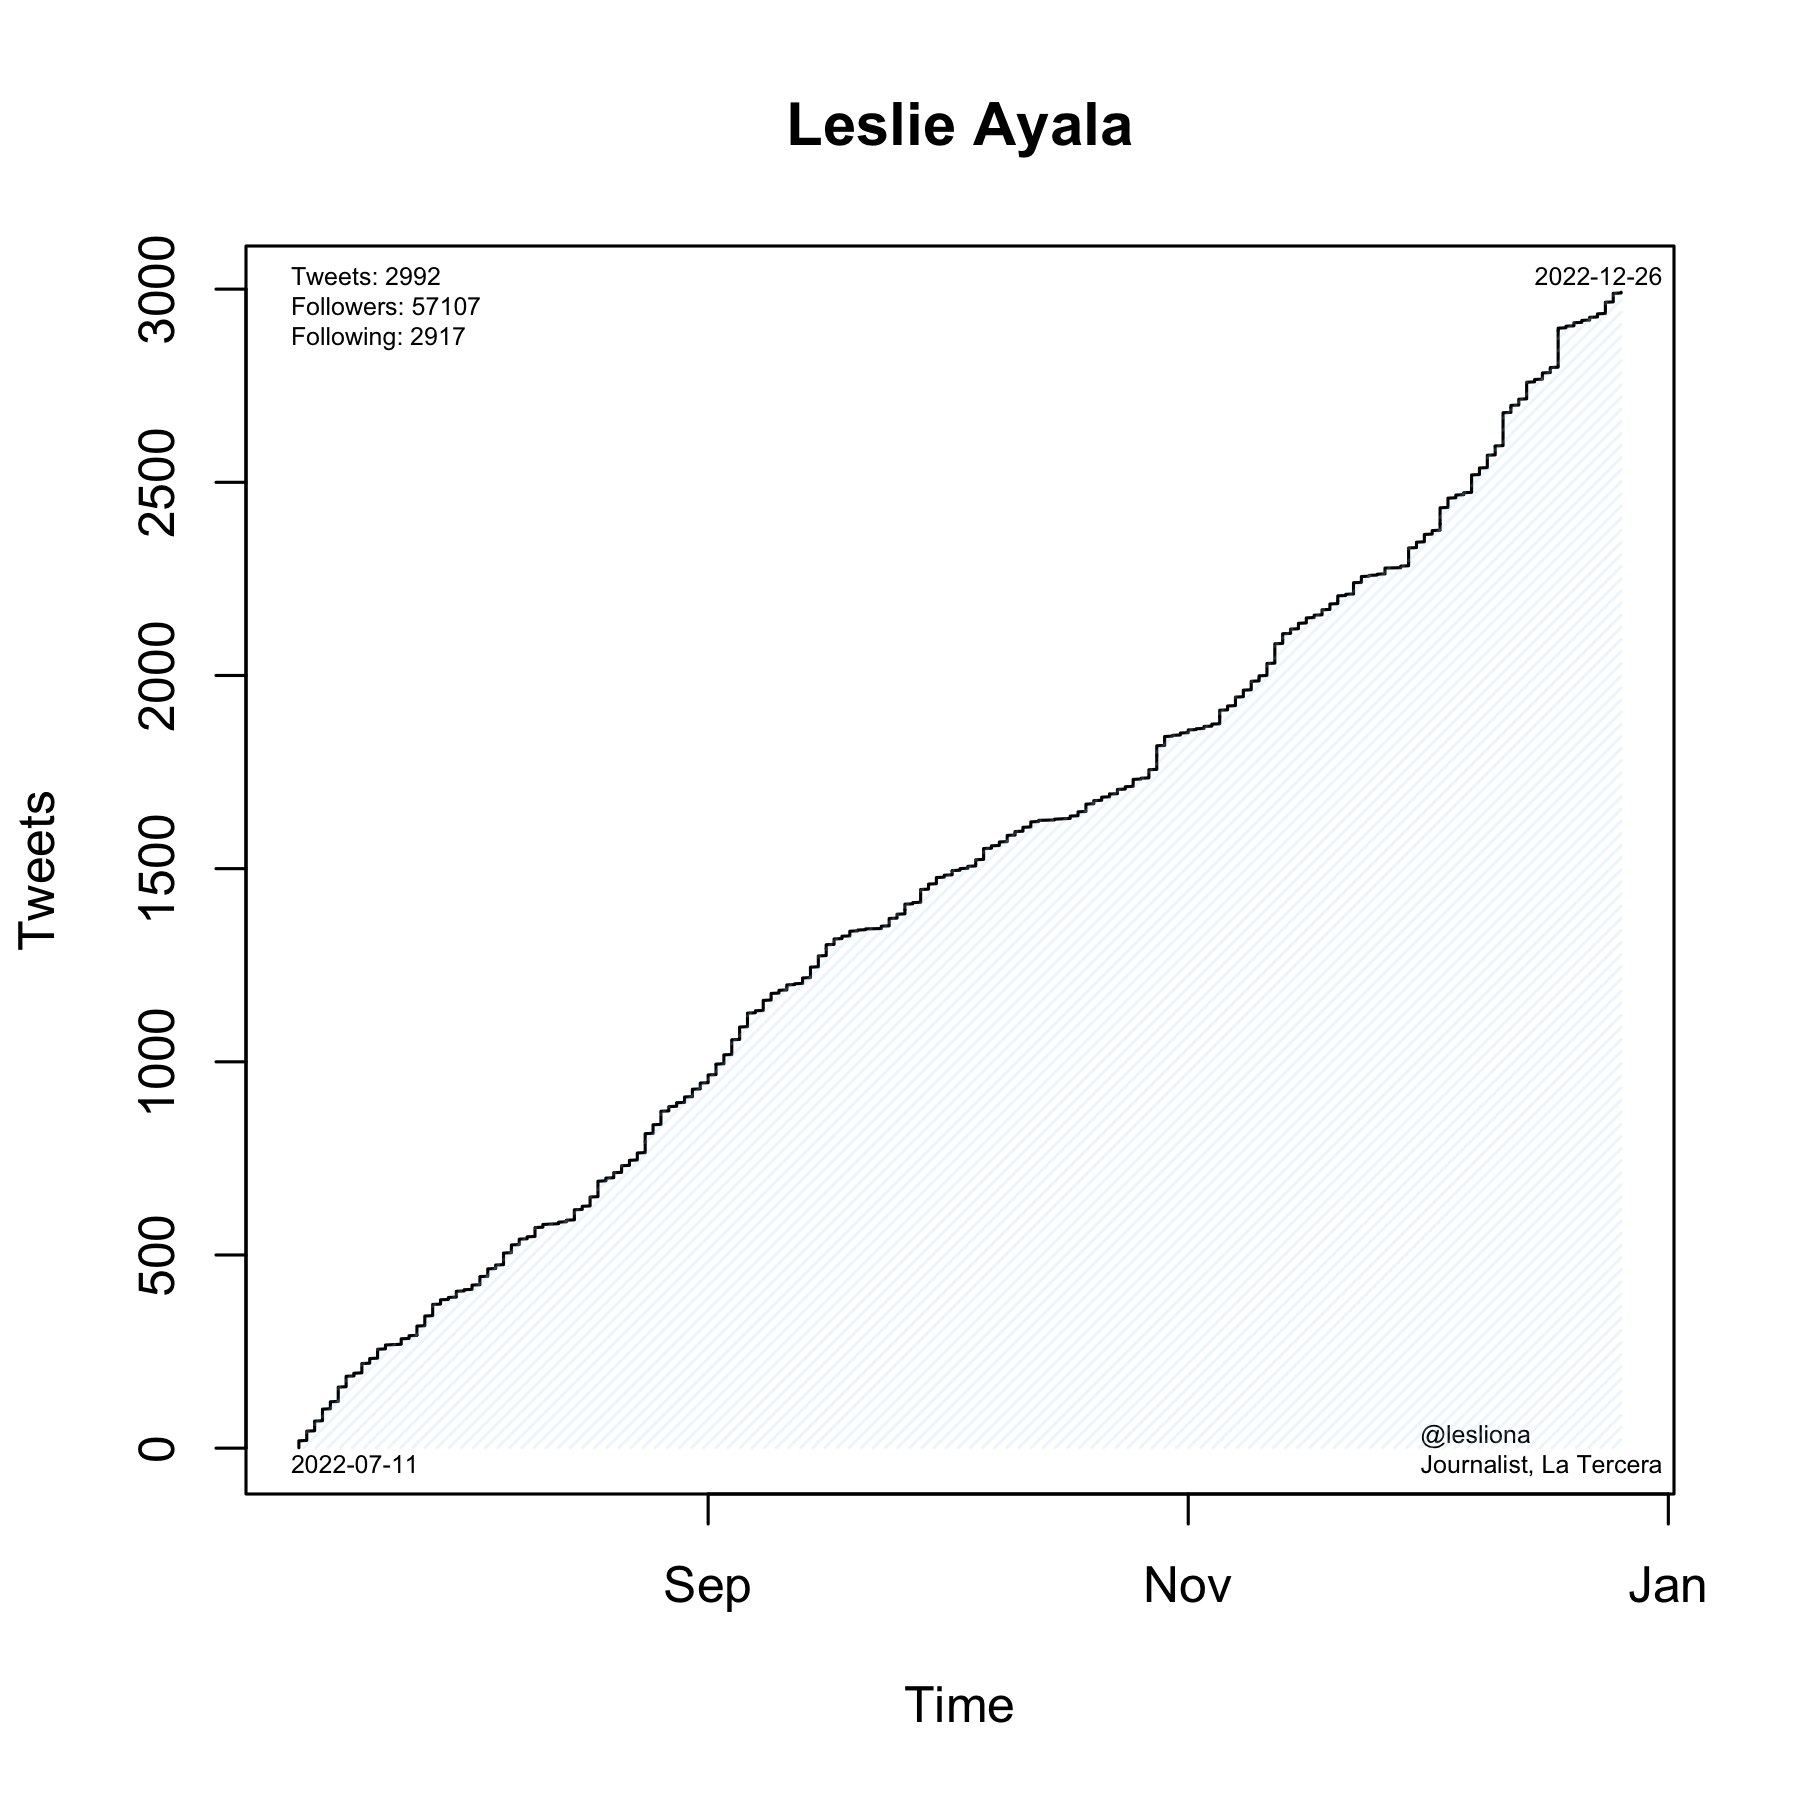 Leslie Ayala
Tweets: 2992
Followers: 57107
Following: 2917
2022-12-26
3000
2500
2000
1500
1000
500
0
Tweets
2022-07-11
@lesliona
Journalist, La Tercera
Sep
Nov
Jan
Time